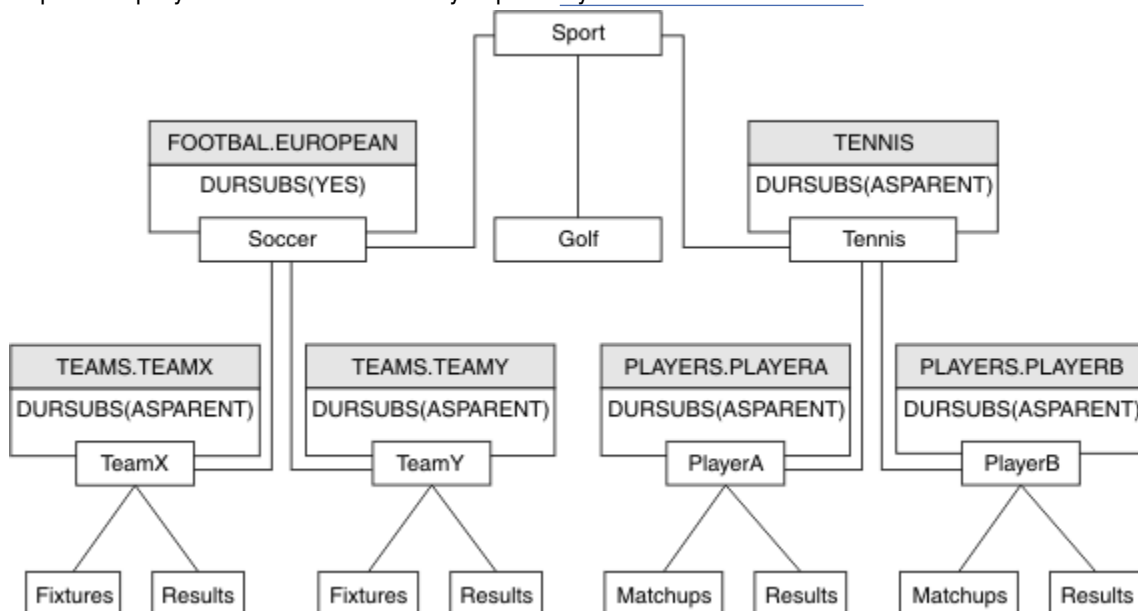 Sport
FOOTBAL.EUROPEAN
DURSUBS(YES)
Soccer
Golf
TENNIS
DURSUBS(ASPARENT)
Tennis
TEAMS.TEAMX
DURSUBS(ASPARENT)
TeamX
TEAMS.TEAMY
DURSUBS(ASPARENT)
TeamY
PLAYERS.PLAYERA
DURSUBS(ASPARENT)
PlayerA
PLAYERS.PLAYERB
DURSUBS(ASPARENT)
PlayerB
Fixtures
Results
Fixtures
Results
Matchups
Results
Matchups
Results